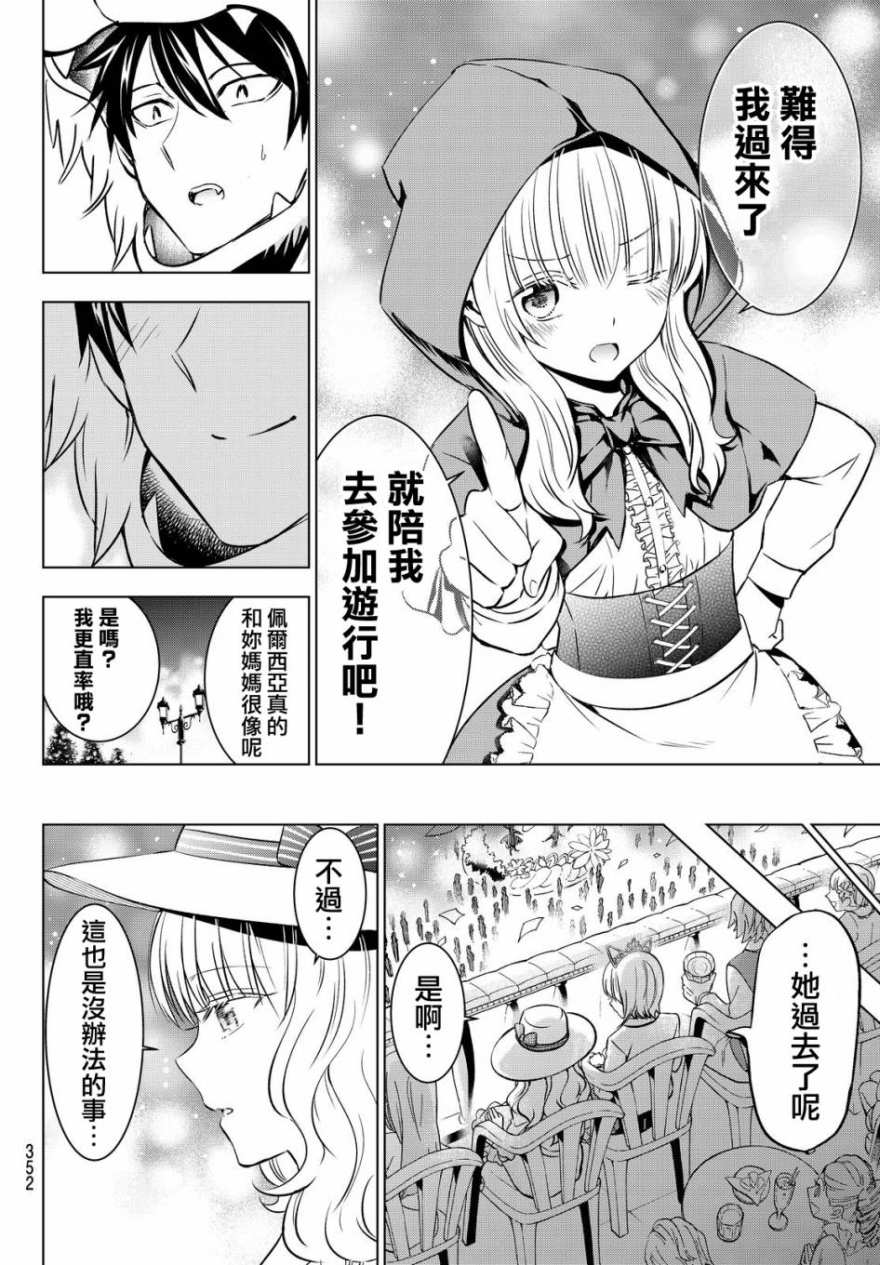 難得
我過來了
就陪我
去參加遊行吧！
佩爾西亞真的
和妳媽媽很像呢
是嗎？
我更直率哦？
…她過去了呢
是啊…
不過…
這也是沒辦法的事…
352